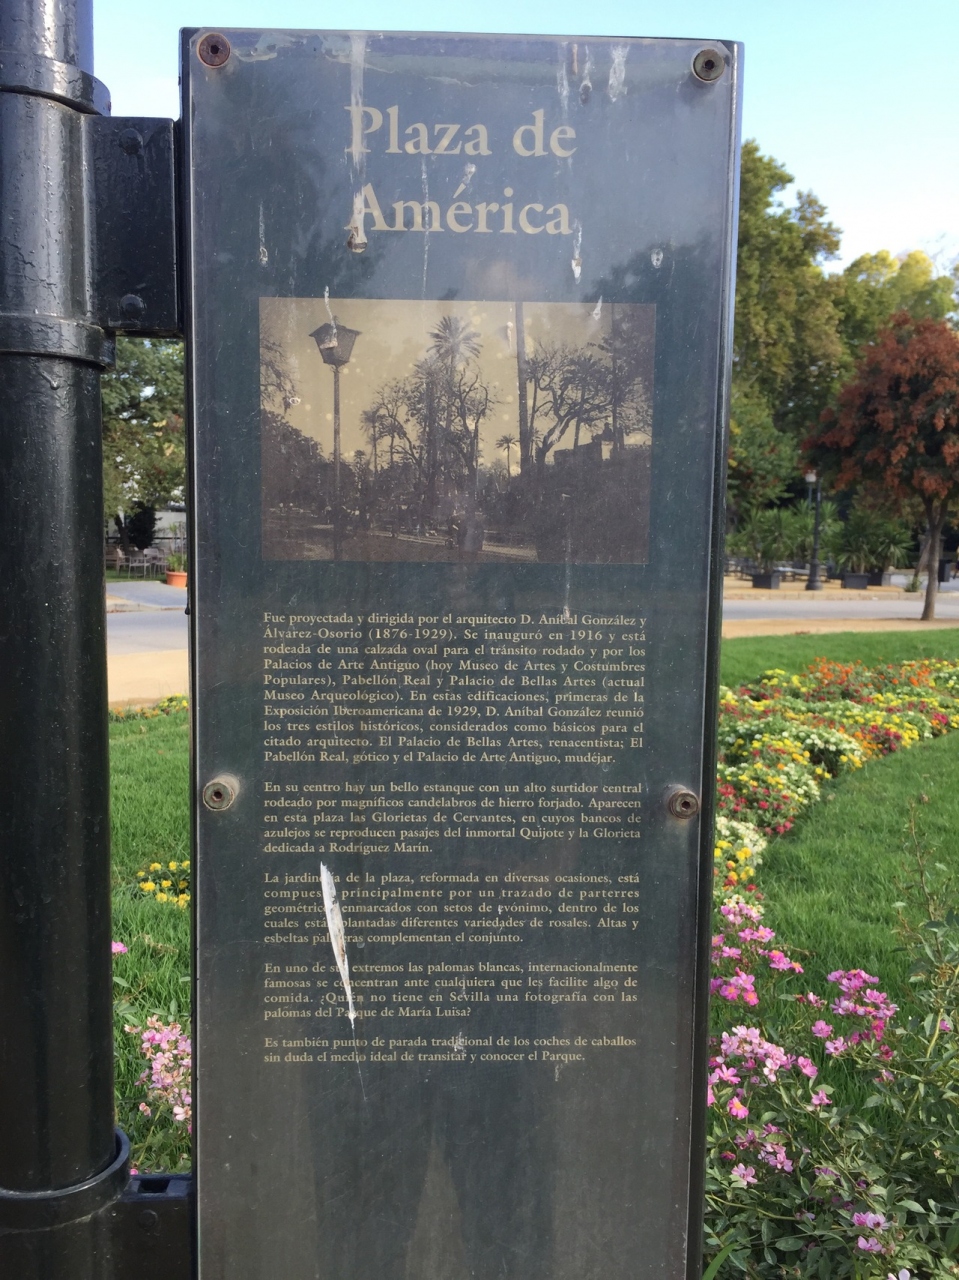 Plaza de
América
Fue proyectada y dirigida por el arquitecto D. Aníbal González y
Álvarez-Osorio (1876-1929). Se inauguró en 1916 y está
rodeada de una calzada oval para el tránsito rodado y por los
Palacios de Arte Antiguo (hoy Museo de Artes y Costumbres
Populares), Pabellón Real y Palacio de Bellas Artes (actual
Museo Arqueológico). En estas edificaciones, primeras de la
Exposición Iberoamericana de 1929, D. Aníbal González reunió
los tres estilos históricos, considerados como básicos para el
citado arquitecto. El Palacio de Bellas Artes, renacentista; El
Pabellón Real, gótico y el Palacio de Arte Antiguo, mudéjar.
En su centro hay un bello estanque con un alto surtidor central
rodeado por magníficos candelabros de hierro forjado. Aparecen
en esta plaza las Glorietas de Cervantes, en cuyos bancos de
azulejos se reproducen pasajes del inmortal Quijote y la Glorieta
dedicada a Rodríguez Marín.
La jardinería de la plaza, reformada en diversas ocasiones, está
compuesta principalmente por un trazado de parterres
geométricos enmarcados con setos de evónimo, dentro de los
cuales están plantadas diferentes variedades de rosales. Altas y
esbeltas palmeras complementan el conjunto.
En uno de sus extremos las palomas blancas, internacionalmente
famosas se concentran ante cualquiera que les facilite algo de
comida. ¿Quién no tiene en Sevilla una fotografía con las
palomas del Parque de María Luisa?
Es también punto de parada tradicional de los coches de caballos
sin duda el medio ideal de transitar y conocer el Parque.